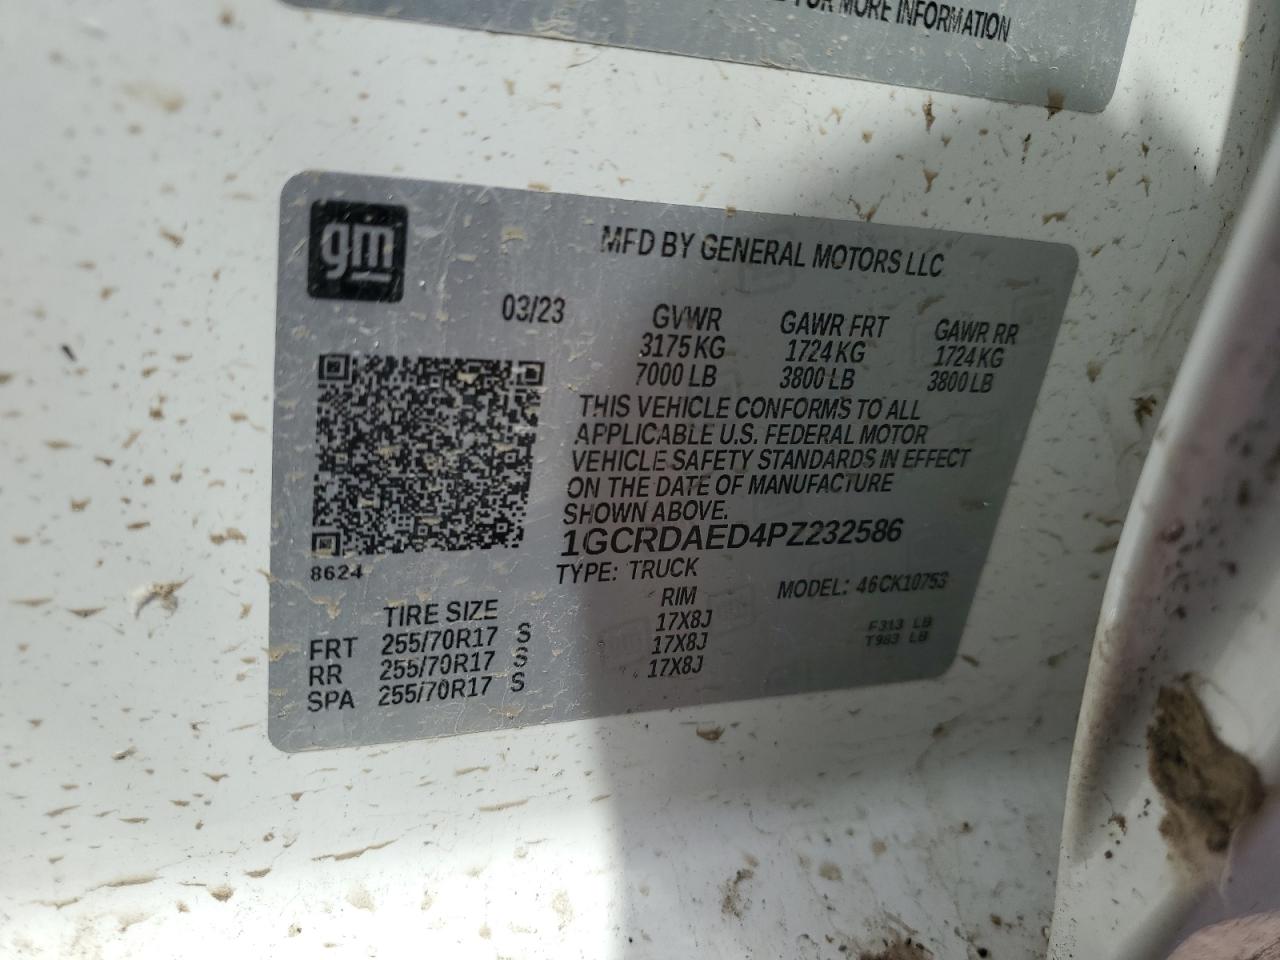 FOR MORE INFORMATION
gm
MFD BY GENERAL MOTORS LLC
03/23 GVWR GAWR FRT GAWR RR
3175 KG 1724 KG 1724 KG
7000 LB 3800 LB 3800 LB
THIS VEHICLE CONFORMS TO ALL
APPLICABLE U.S. FEDERAL MOTOR
VEHICLE SAFETY STANDARDS IN EFFECT
ON THE DATE OF MANUFACTURE
SHOWN ABOVE.
1GCRDAED4PZ232586
8624
TYPE: TRUCK MODEL: 46CK10753
TIRE SIZE RIM
FRT 255/70R17 S 17X8J
RR 255/70R17 S 17X8J
SPA 255/70R17 S 17X8J
F313 LB
T983 LB